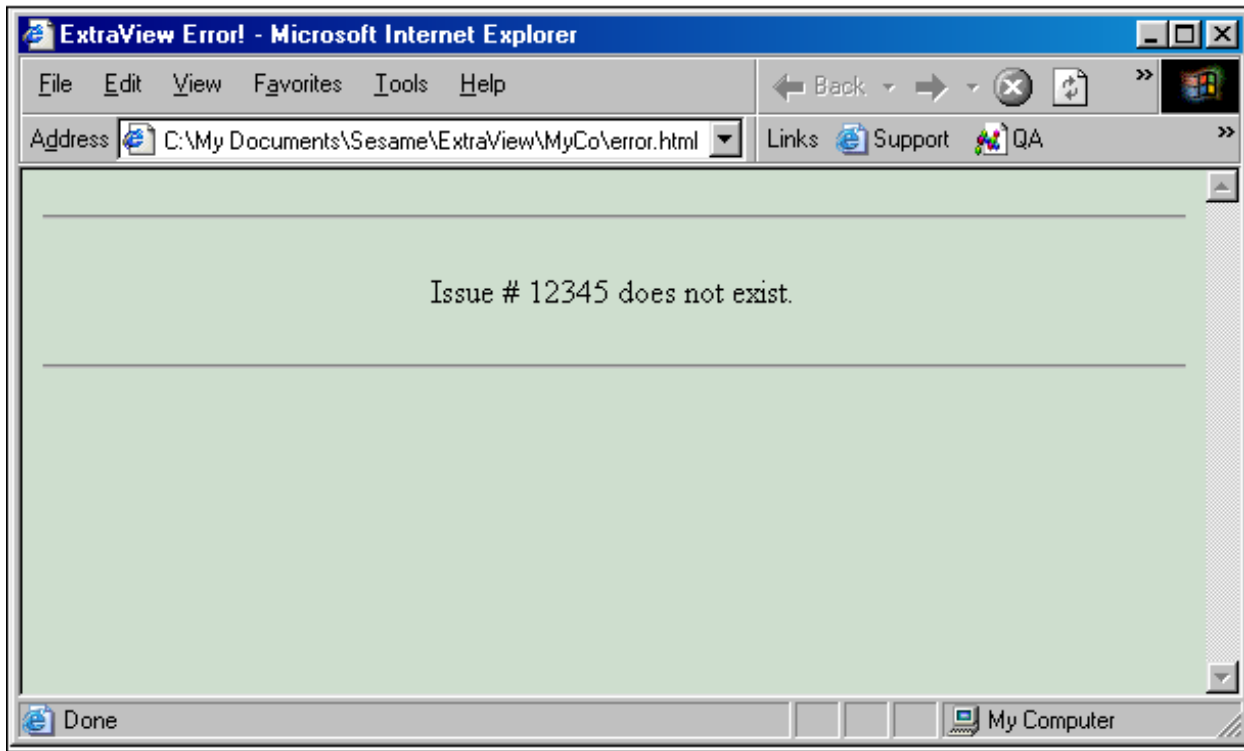 ExtraView Error! - Microsoft Internet Explorer
File Edit View Favorites Tools Help Back »
Address C:\My Documents\Sesame\ExtraView\MyCo\error.html Links Support QA »
Issue # 12345 does not exist.
Done My Computer